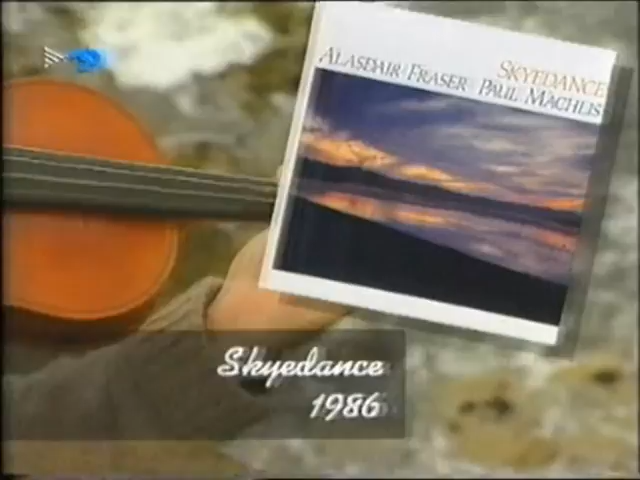 SKYEDANCE
ALASDAIR FRASER PAUL MACHLIS
Skyedance
1986